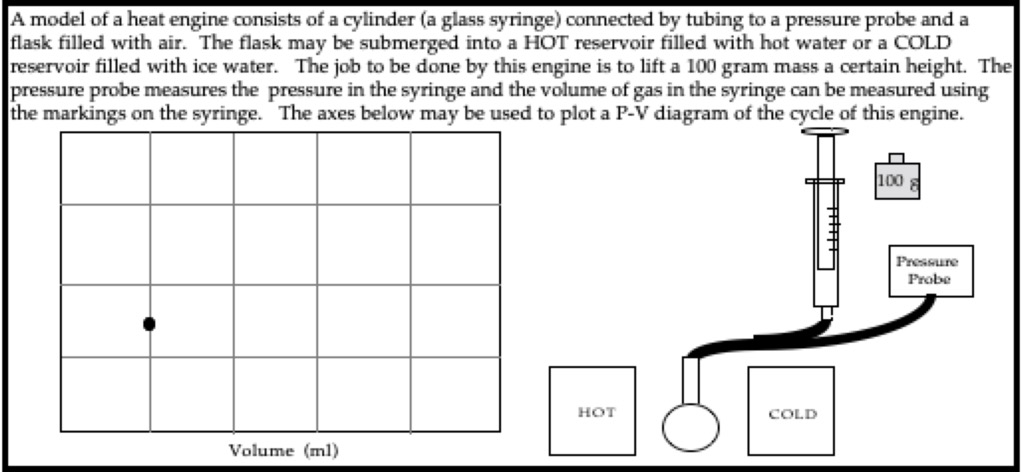 A model of a heat engine consists of a cylinder (a glass syringe) connected by tubing to a pressure probe and a
flask filled with air.  The flask may be submerged into a HOT reservoir filled with hot water or a COLD
reservoir filled with ice water.   The job to be done by this engine is to lift a 100 gram mass a certain height.  The
pressure probe measures the  pressure in the syringe and the volume of gas in the syringe can be measured using
the markings on the syringe.   The axes below may be used to plot a P-V diagram of the cycle of this engine.
100 g
Pressure
Probe
HOT
COLD
Volume (ml)